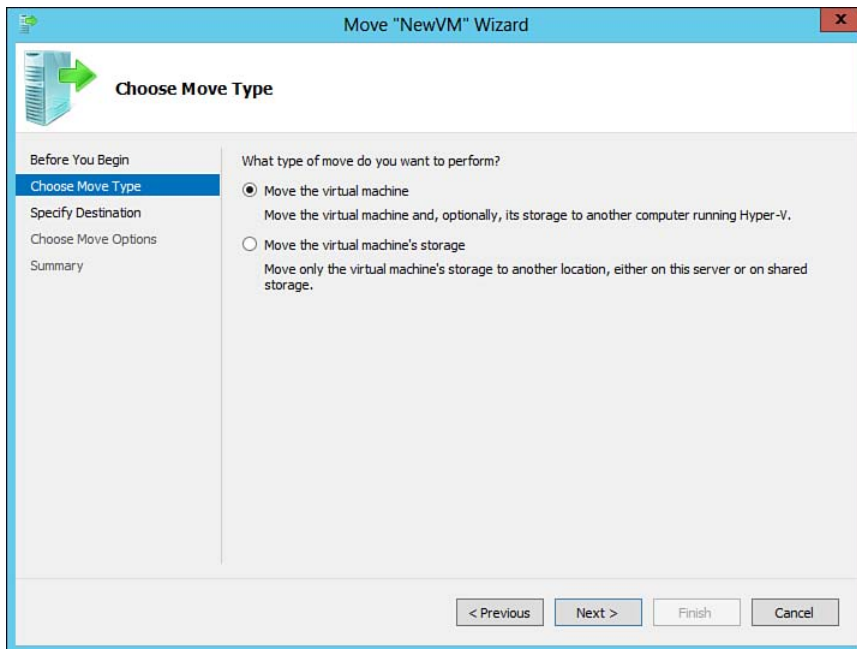 Move "NewVM" Wizard
x
Choose Move Type
Before You Begin
Choose Move Type
Specify Destination
Choose Move Options
Summary
What type of move do you want to perform?
Move the virtual machine
Move the virtual machine and, optionally, its storage to another computer running Hyper-V.
Move the virtual machine's storage
Move only the virtual machine's storage to another location, either on this server or on shared
storage.
< Previous
Next >
Finish
Cancel